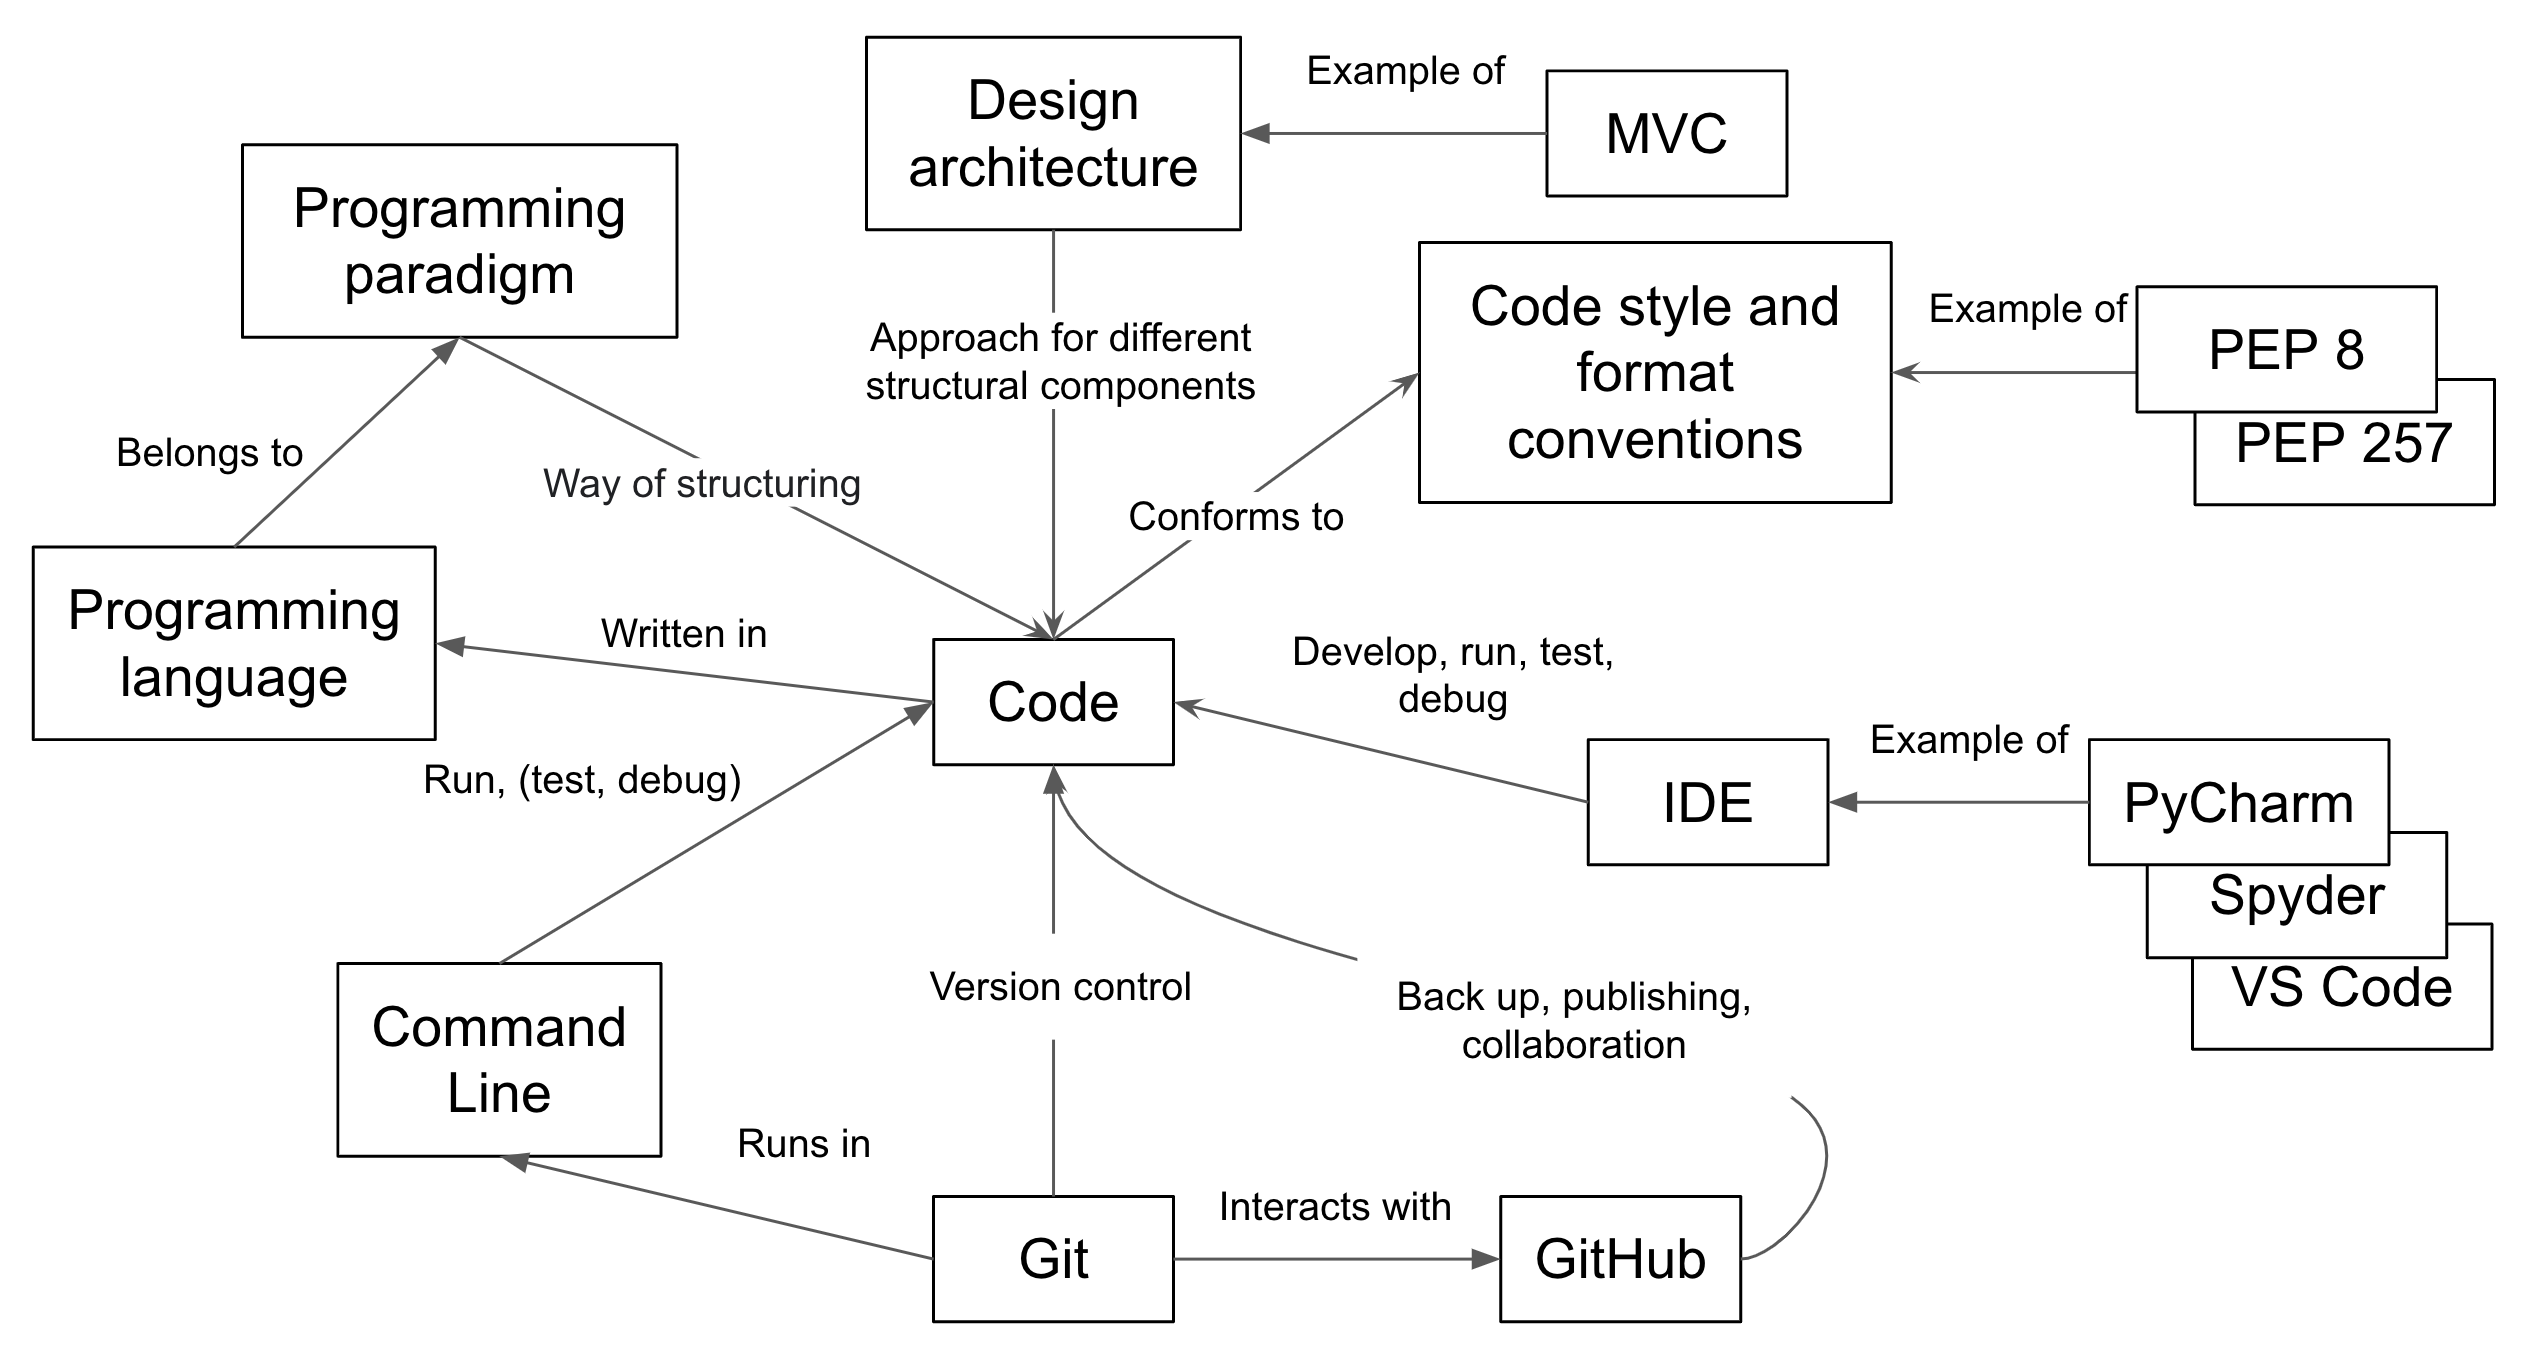 Design
architecture
Example of
MVC
Programming
paradigm
Code style and
format
conventions
Example of
PEP 8
PEP 257
Approach for different
structural components
Belongs to
Way of structuring
Conforms to
Programming
language
Written in
Code
Develop, run, test,
debug
IDE
Example of
PyCharm
Spyder
VS Code
Run, (test, debug)
Command
Line
Version control
Back up, publishing,
collaboration
Runs in
Git
Interacts with
GitHub